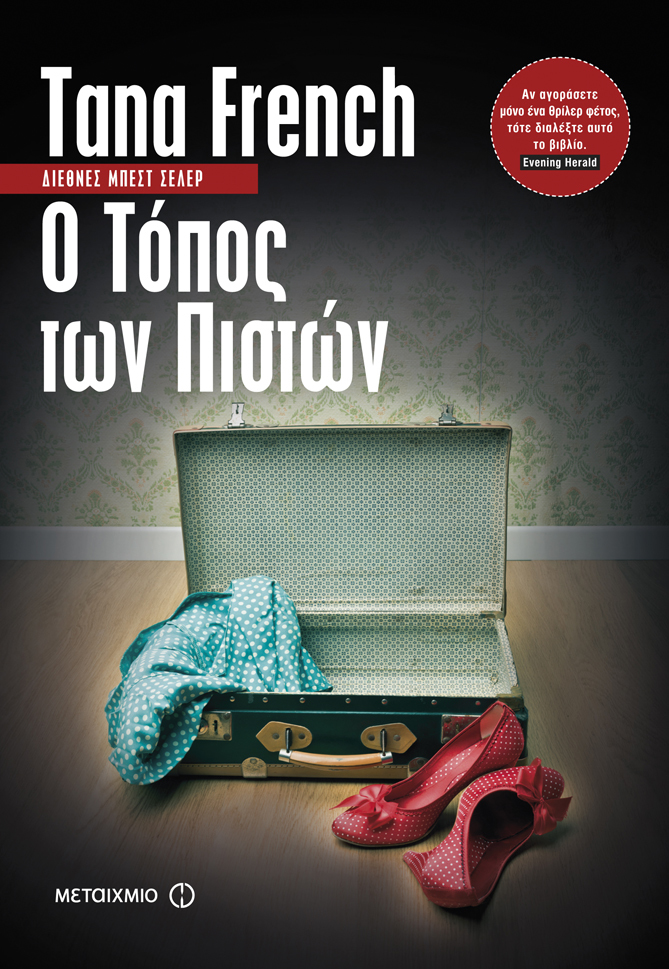 Tana French
ΔΙΕΘΝΕΣ ΜΠΕΣΤ ΣΕΛΕΡ
Ο Τόπος
των Πιστών
Αν αγοράσετε
μόνο ένα θρίλερ φέτος,
τότε διαλέξτε αυτό
το βιβλίο.
Evening Herald
ΜΕΤΑΙΧΜΙΟ